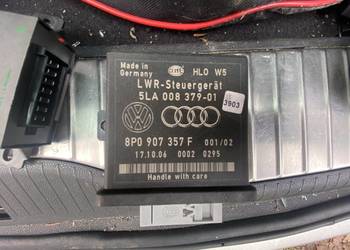 Made in
Germany
HLO W5
LWR-Steuergerät
5LA 008 379-01
3903
8P0 907 357 F 001/02
17.10.06 0002 0295
Handle with care